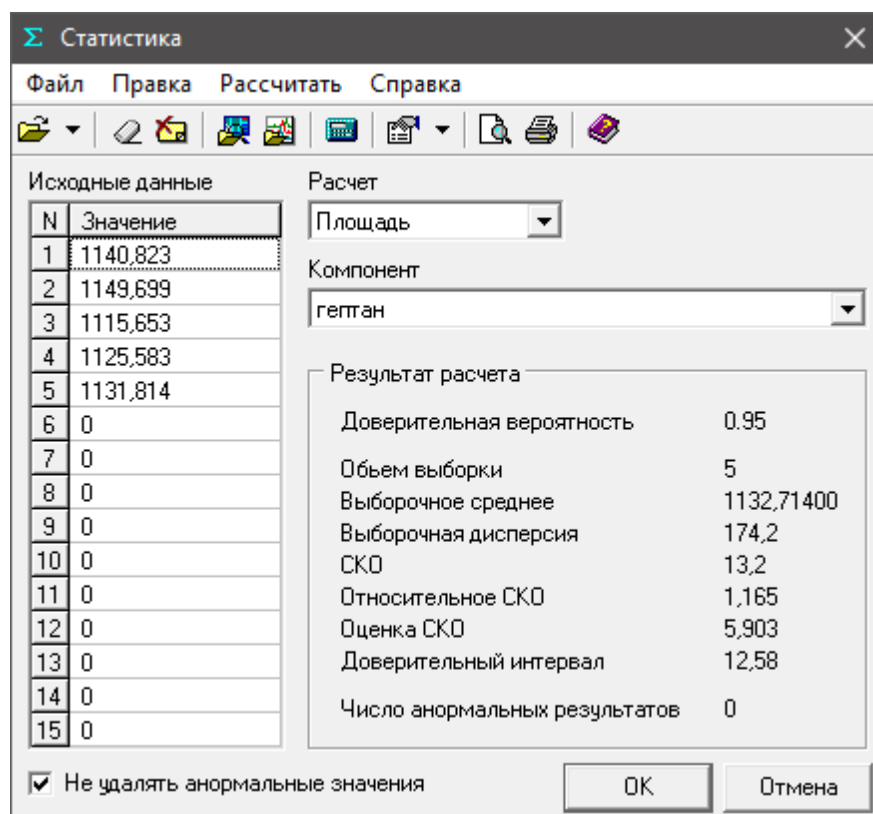 Σ Статистика
Файл Правка Рассчитать Справка
Исходные данные
N Значение
1 1140,823
2 1149,699
3 1115,653
4 1125,583
5 1131,814
6 0
7 0
8 0
9 0
10 0
11 0
12 0
13 0
14 0
15 0
Расчет
Площадь
Компонент
гептан
Результат расчета
Доверительная вероятность 0.95
Обьем выборки 5
Выборочное среднее 1132,71400
Выборочная дисперсия 174,2
СКО 13,2
Относительное СКО 1,165
Оценка СКО 5,903
Доверительный интервал 12,58
Число анормальных результатов 0
Не удалять анормальные значения
OK Отмена